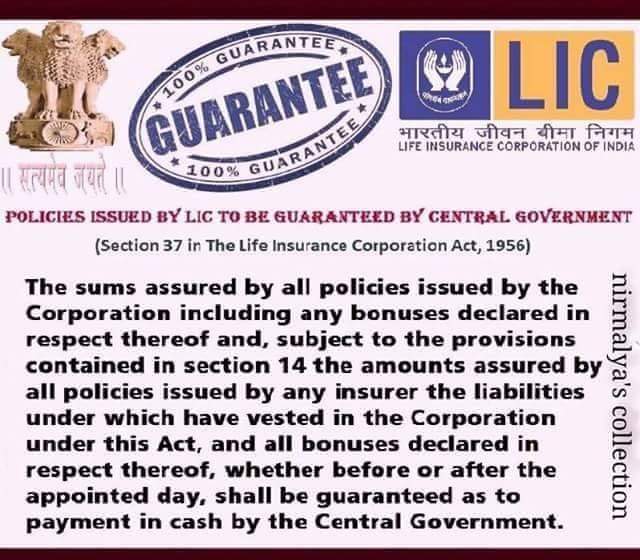 100% GUARANTEE
GUARANTEE
100% GUARANTEE
सत्यमेव जयते
LIC
भारतीय जीवन बीमा निगम
LIFE INSURANCE CORPORATION OF INDIA
POLICIES ISSUED BY LIC TO BE GUARANTEED BY CENTRAL GOVERNMENT
(Section 37 in The Life Insurance Corporation Act, 1956)
The sums assured by all policies issued by the
Corporation including any bonuses declared in
respect thereof and, subject to the provisions
contained in section 14 the amounts assured by
all policies issued by any insurer the liabilities
under which have vested in the Corporation
under this Act, and all bonuses declared in
respect thereof, whether before or after the
appointed day, shall be guaranteed as to
payment in cash by the Central Government.
nirmalya's collection